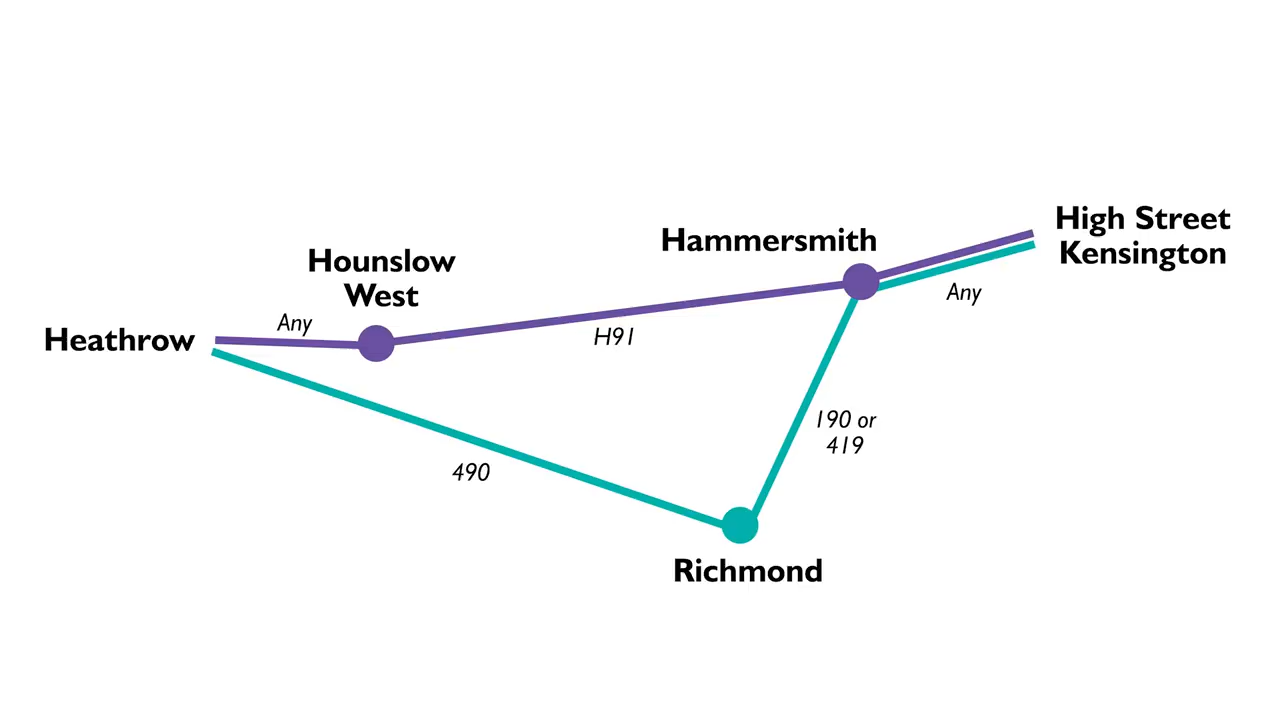 Heathrow
Any
Hounslow
West
H91
Hammersmith
Any
High Street
Kensington
490
190 or
419
Richmond